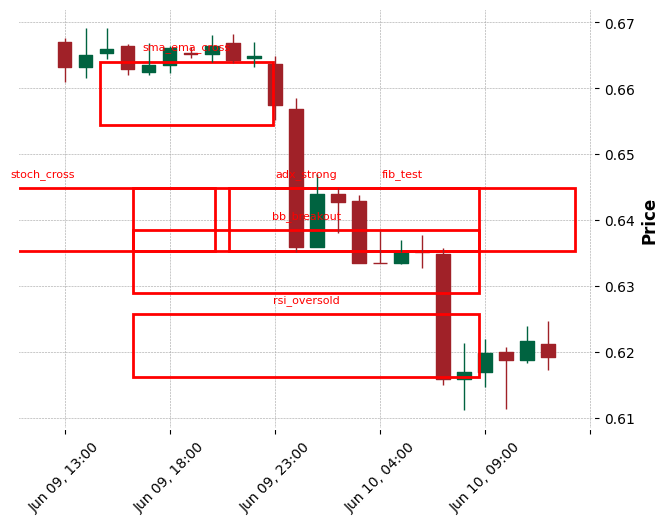 0.67
sma_ema_cross
0.66
0.65
stoch_cross
adx_strong
fib_test
0.64
bb_breakout
Price
0.63
rsi_oversold
0.62
0.61
Jun 09, 13:00
Jun 09, 18:00
Jun 09, 23:00
Jun 10, 04:00
Jun 10, 09:00